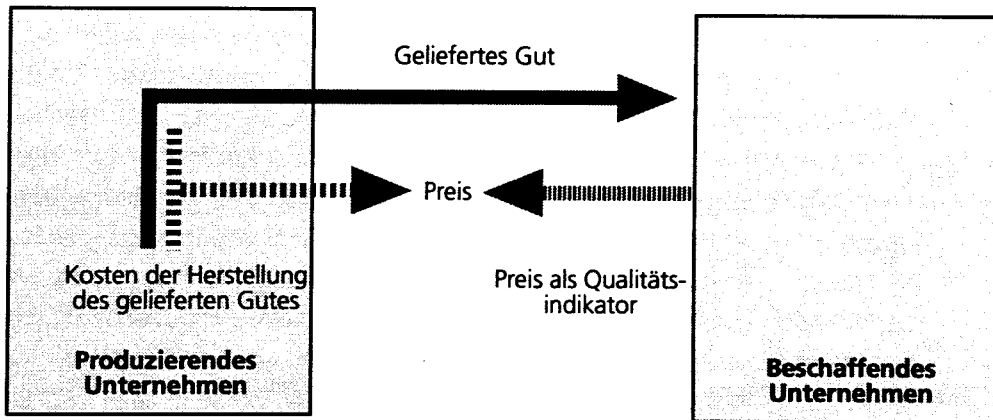 Geliefertes Gut
Preis
Kosten der Herstellung
des gelieferten Gutes
Preis als Qualitäts-
indikator
Produzierendes
Unternehmen
Beschaffendes
Unternehmen